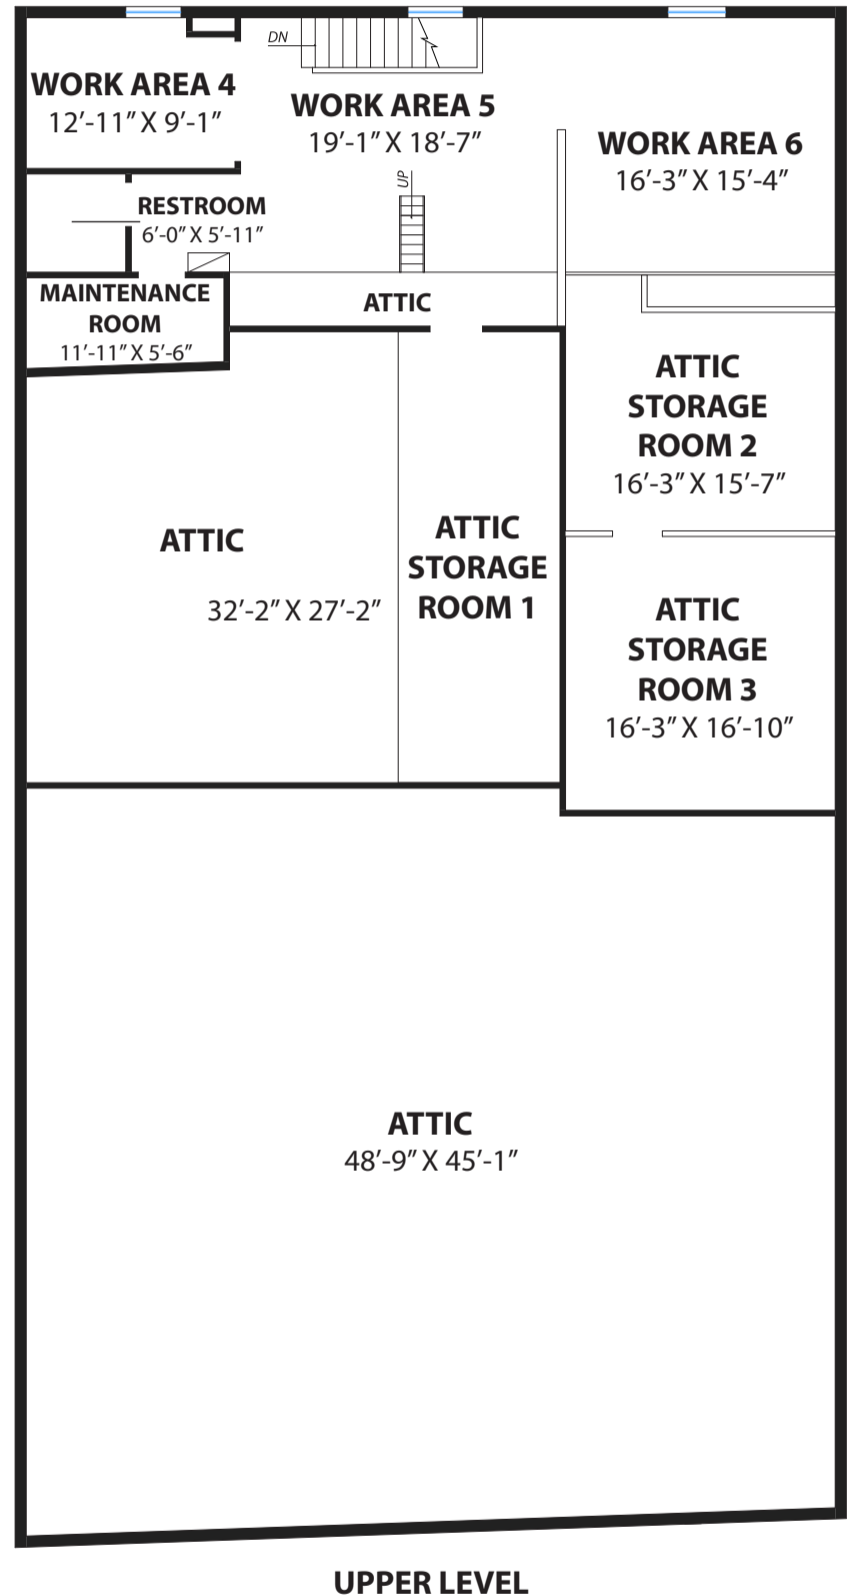 DN
WORK AREA 4
12’-11” X 9’-1”
WORK AREA 5
19’-1” X 18’-7”
WORK AREA 6
16’-3” X 15’-4”
UP
RESTROOM
6’-0” X 5’-11”
MAINTENANCE
ROOM
11’-11” X 5’-6”
ATTIC
ATTIC
STORAGE
ROOM 2
16’-3” X 15’-7”
ATTIC
32’-2” X 27’-2”
ATTIC
STORAGE
ROOM 1
ATTIC
STORAGE
ROOM 3
16’-3” X 16’-10”
ATTIC
48’-9” X 45’-1”
UPPER LEVEL